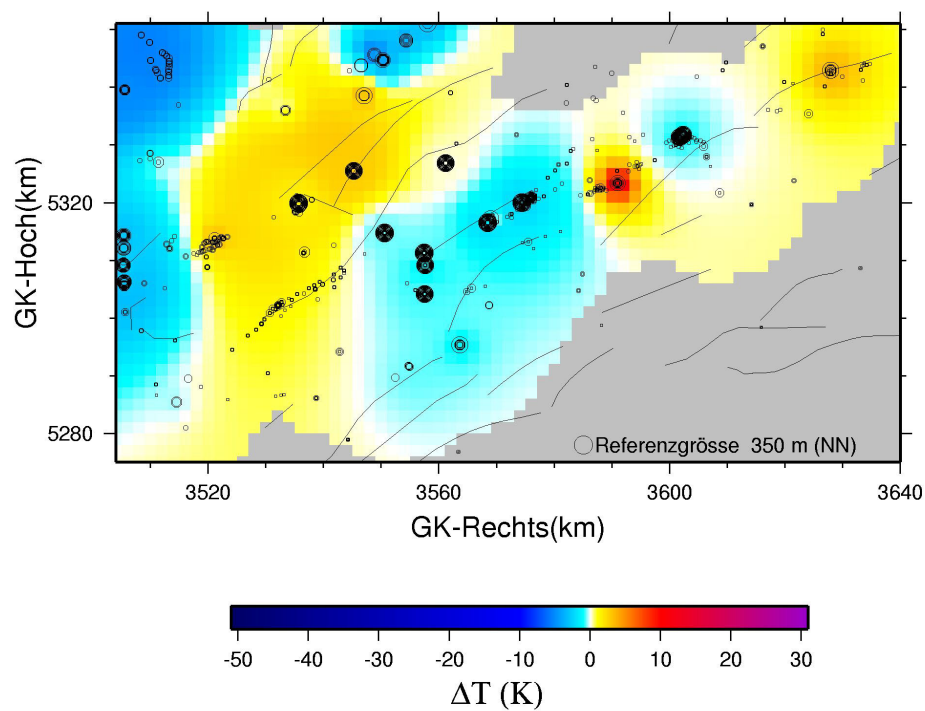 GK-Hoch(km)
5320
5280
Referenzgrösse 350 m (NN)
3520 3560 3600 3640
GK-Rechts(km)
-50 -40 -30 -20 -10 0 10 20 30
ΔT (K)